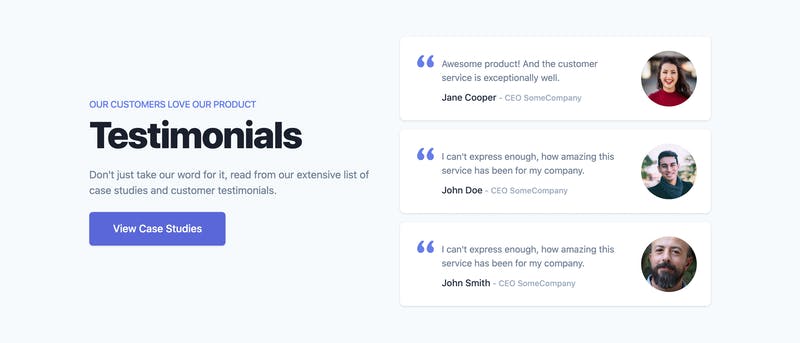 OUR CUSTOMERS LOVE OUR PRODUCT
Testimonials
Don't just take our word for it, read from our extensive list of
case studies and customer testimonials.
View Case Studies
“ Awesome product! And the customer
service is exceptionally well.
Jane Cooper - CEO SomeCompany
“ I can't express enough, how amazing this
service has been for my company.
John Doe - CEO SomeCompany
“ I can't express enough, how amazing this
service has been for my company.
John Smith - CEO SomeCompany